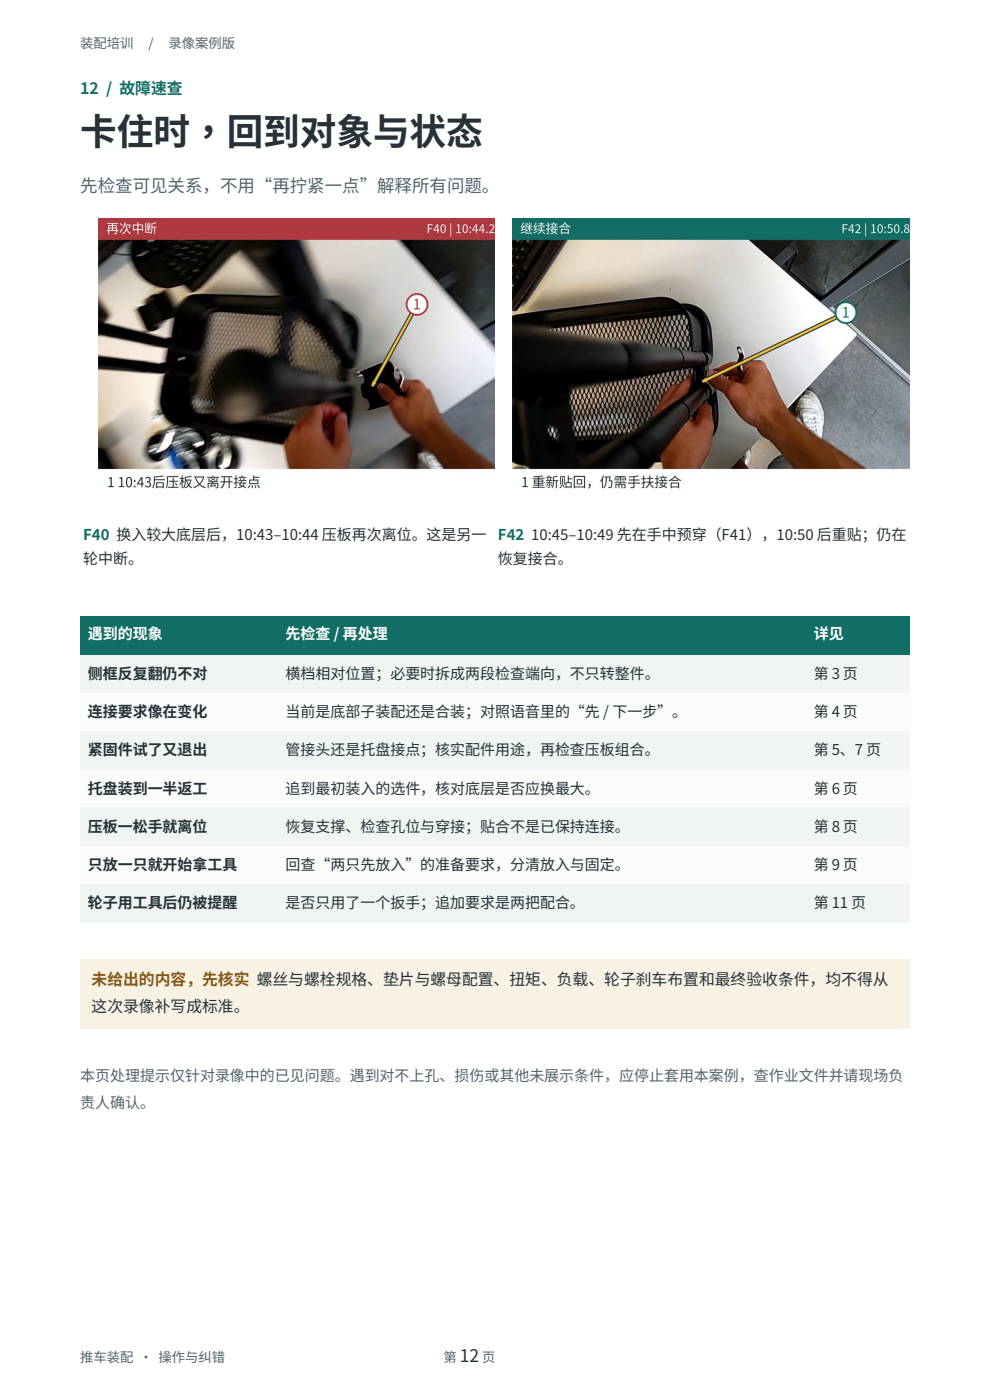 装配培训 / 录像案例版
12 / 故障速查
卡住时，回到对象与状态
先检查可见关系，不用“再拧紧一点”解释所有问题。
再次中断 F40 | 10:44.2
继续接合 F42 | 10:50.8
1
1
1 10:43后压板又离开接点
1 重新贴回，仍需手扶接合
F40 换入较大底层后，10:43–10:44 压板再次离位。这是另一
轮中断。
F42 10:45–10:49 先在手中预穿（F41），10:50 后重贴；仍在
恢复接合。
遇到的现象 先检查 / 再处理 详见
侧框反复翻仍不对 横档相对位置；必要时拆成两段检查端向，不只转整件。 第 3 页
连接要求像在变化 当前是底部子装配还是合装；对照语音里的“先 / 下一步”。 第 4 页
紧固件试了又退出 管接头还是托盘接点；核实配件用途，再检查压板组合。 第 5、7 页
托盘装到一半返工 追到最初装入的选件，核对底层是否应换最大。 第 6 页
压板一松手就离位 恢复支撑、检查孔位与穿接；贴合不是已保持连接。 第 8 页
只放一只就开始拿工具 回查“两只先放入”的准备要求，分清放入与固定。 第 9 页
轮子用工具后仍被提醒 是否只用了一个扳手；追加要求是两把配合。 第 11 页
未给出的内容，先核实 螺丝与螺栓规格、垫片与螺母配置、扭矩、负载、轮子刹车布置和最终验收条件，均不得从
这次录像补写成标准。
本页处理提示仅针对录像中的已见问题。遇到对不上孔、损伤或其他未展示条件，应停止套用本案例，查作业文件并请现场负
责人确认。
推车装配 · 操作与纠错 第 12 页